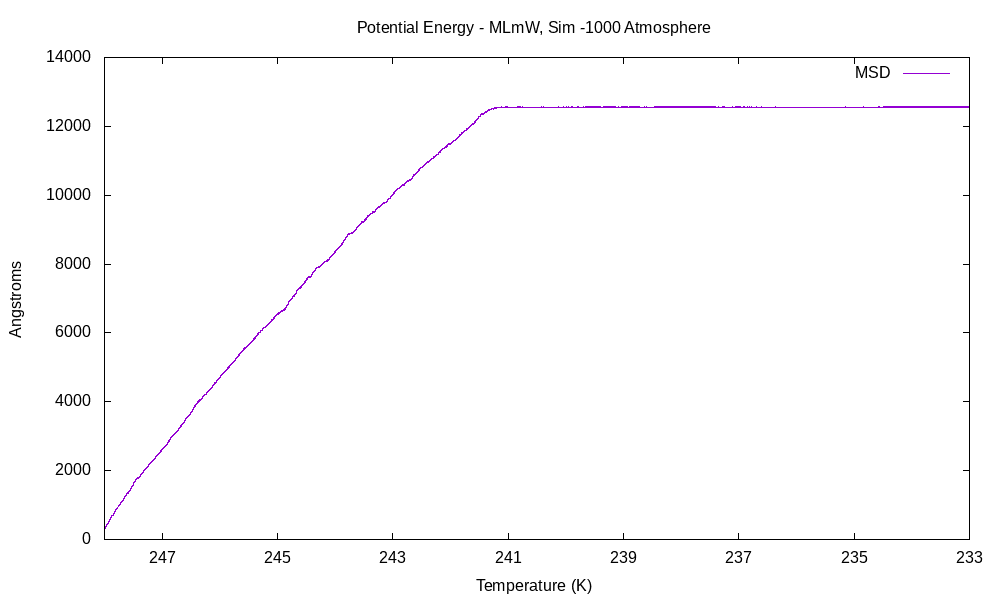 Potential Energy - MLmW, Sim -1000 Atmosphere
14000
MSD
12000
10000
8000
Angstroms
6000
4000
2000
0
247 245 243 241 239 237 235 233
Temperature (K)